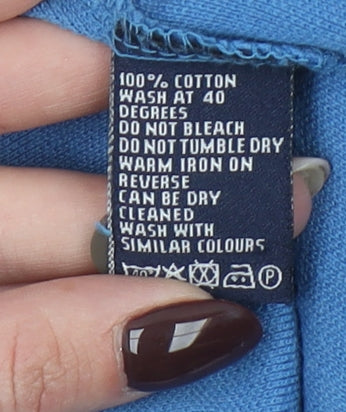 100% COTTON
WASH AT 40
DEGREES
DO NOT BLEACH
DO NOT TUMBLE DRY
WARM IRON ON
REVERSE
CAN BE DRY
CLEANED
WASH WITH
SIMILAR COLOURS
P